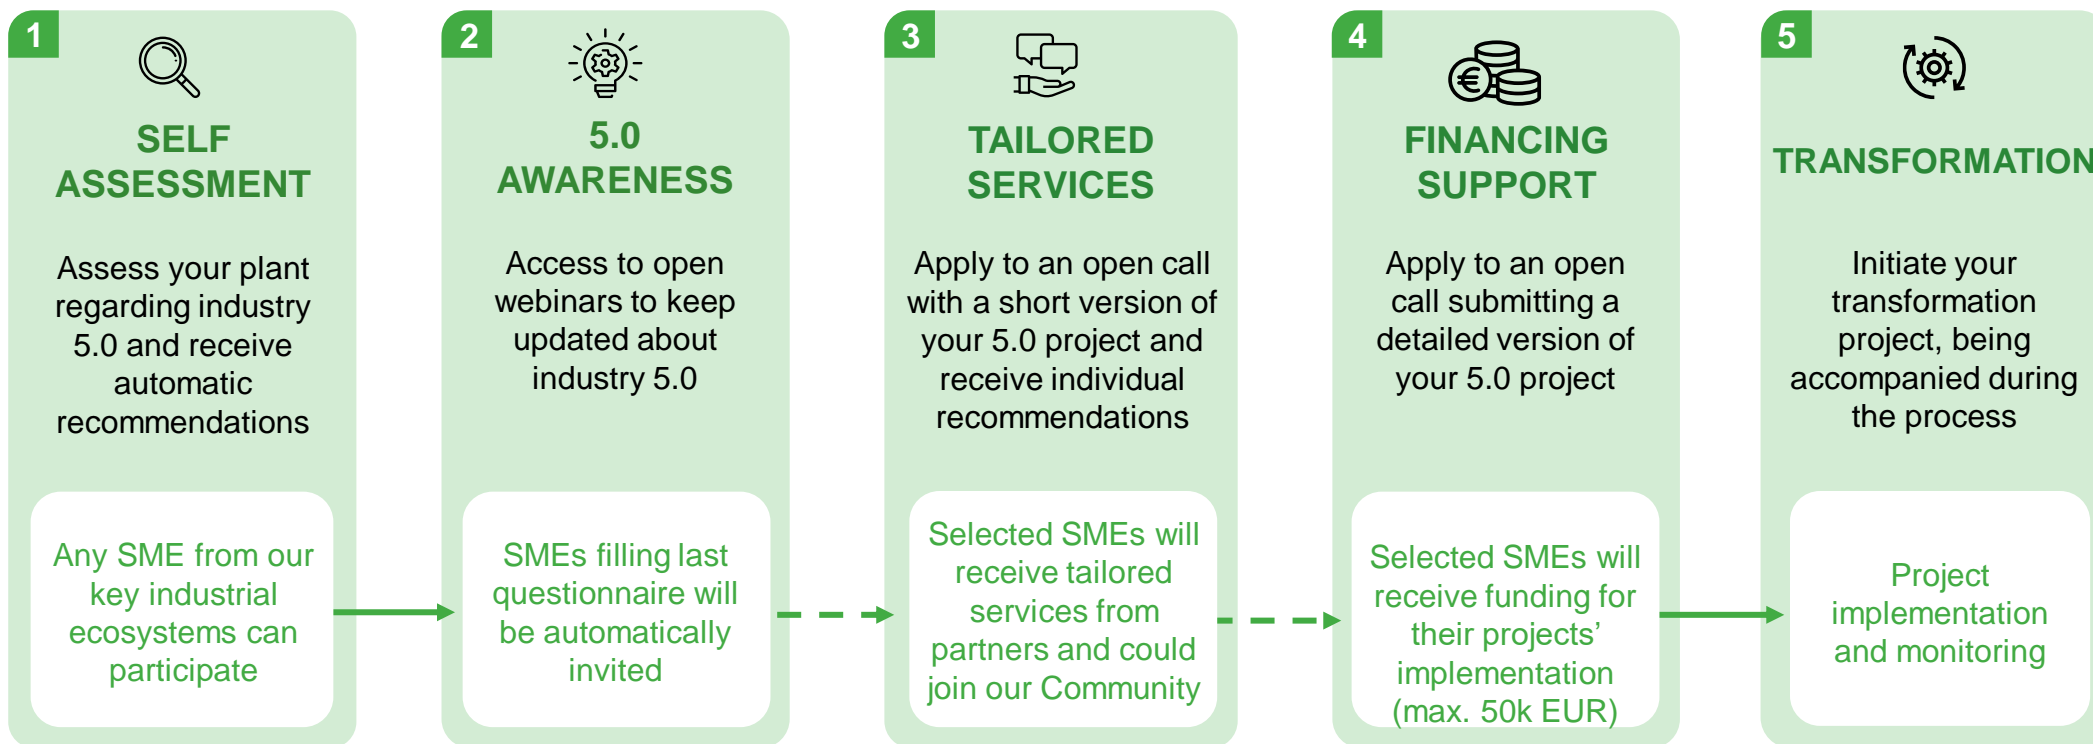 1
SELF
ASSESSMENT
Assess your plant
regarding industry
5.0 and receive
automatic
recommendations
Any SME from our
key industrial
ecosystems can
participate
2
5.0
AWARENESS
Access to open
webinars to keep
updated about
industry 5.0
SMEs filling last
questionnaire will
be automatically
invited
3
TAILORED
SERVICES
Apply to an open call
with a short version of
your 5.0 project and
receive individual
recommendations
Selected SMEs will
receive tailored
services from
partners and could
join our Community
4
FINANCING
SUPPORT
Apply to an open
call submitting a
detailed version of
your 5.0 project
Selected SMEs will
receive funding for
their projects’
implementation
(max. 50k EUR)
5
TRANSFORMATION
Initiate your
transformation
project, being
accompanied during
the process
Project
implementation
and monitoring